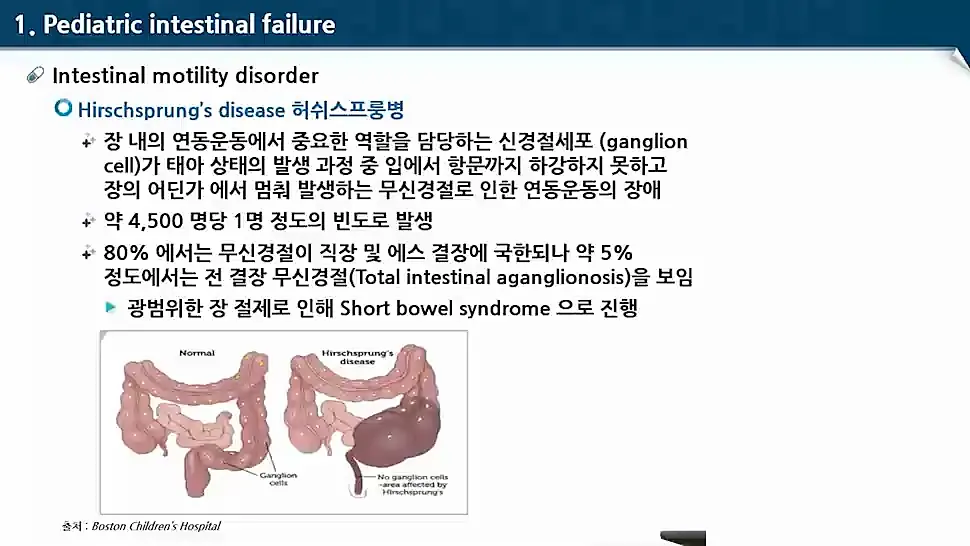 1. Pediatric intestinal failure
Intestinal motility disorder
Hirschsprung's disease 허쉬스프룽병
장 내의 연동운동에서 중요한 역할을 담당하는 신경절세포 (ganglion
cell)가 태아 상태의 발생 과정 중 입에서 항문까지 하강하지 못하고
장의 어딘가 에서 멈춰 발생하는 무신경절로 인한 연동운동의 장애
약 4,500 명당 1명 정도의 빈도로 발생
80% 에서는 무신경절이 직장 및 에스 결장에 국한되나 약 5%
정도에서는 전 결장 무신경절(Total intestinal aganglionosis)을 보임
광범위한 장 절제로 인해 Short bowel syndrome 으로 진행
Normal
Hirschsprung's
disease
Ganglion
cells
No ganglion cells
-area affected by
Hirschsprung's
출처 : Boston Children's Hospital